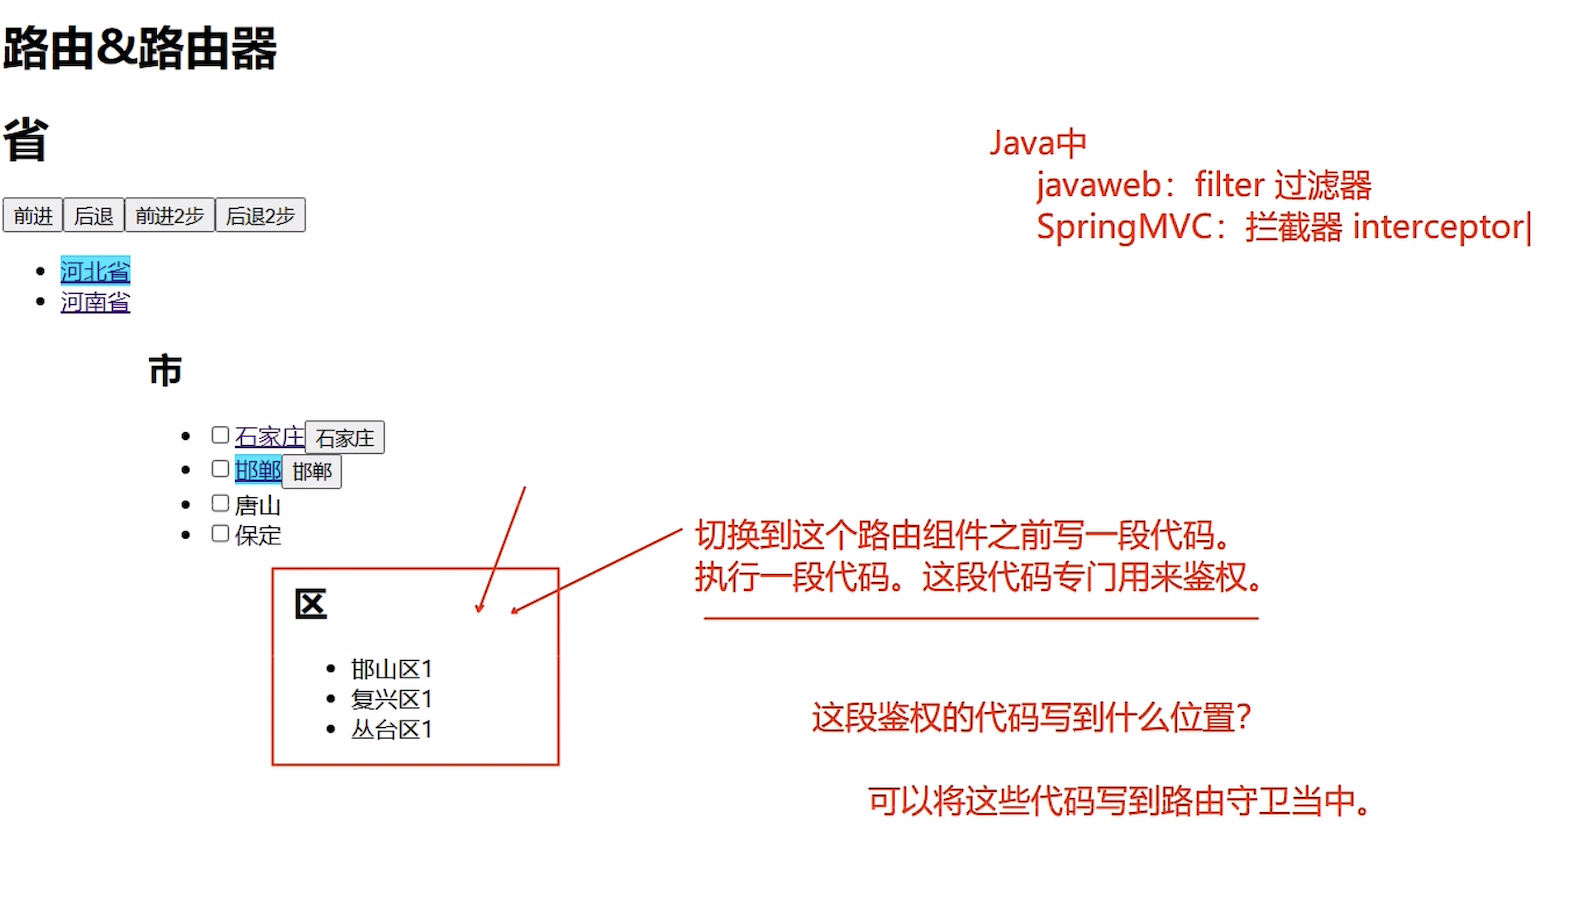 路由&路由器
省
前进 后退 前进2步 后退2步
河北省
河南省
市
石家庄 石家庄
邯郸 邯郸
唐山
保定
区
邯山区1
复兴区1
丛台区1
Java中
javaweb：filter 过滤器
SpringMVC：拦截器 interceptor
切换到这个路由组件之前写一段代码。
执行一段代码。这段代码专门用来鉴权。
这段鉴权的代码写到什么位置？
可以将这些代码写到路由守卫当中。